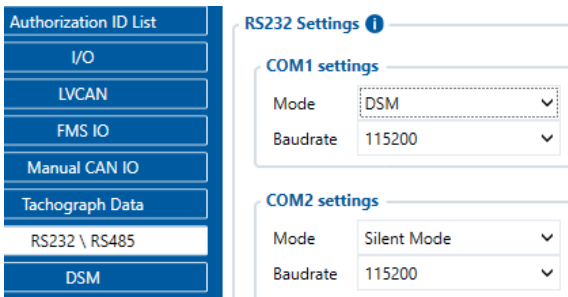 Authorization ID List
I/O
LVCAN
FMS IO
Manual CAN IO
Tachograph Data
RS232 \ RS485
DSM
RS232 Settings i
COM1 settings
Mode DSM
Baudrate 115200
COM2 settings
Mode Silent Mode
Baudrate 115200